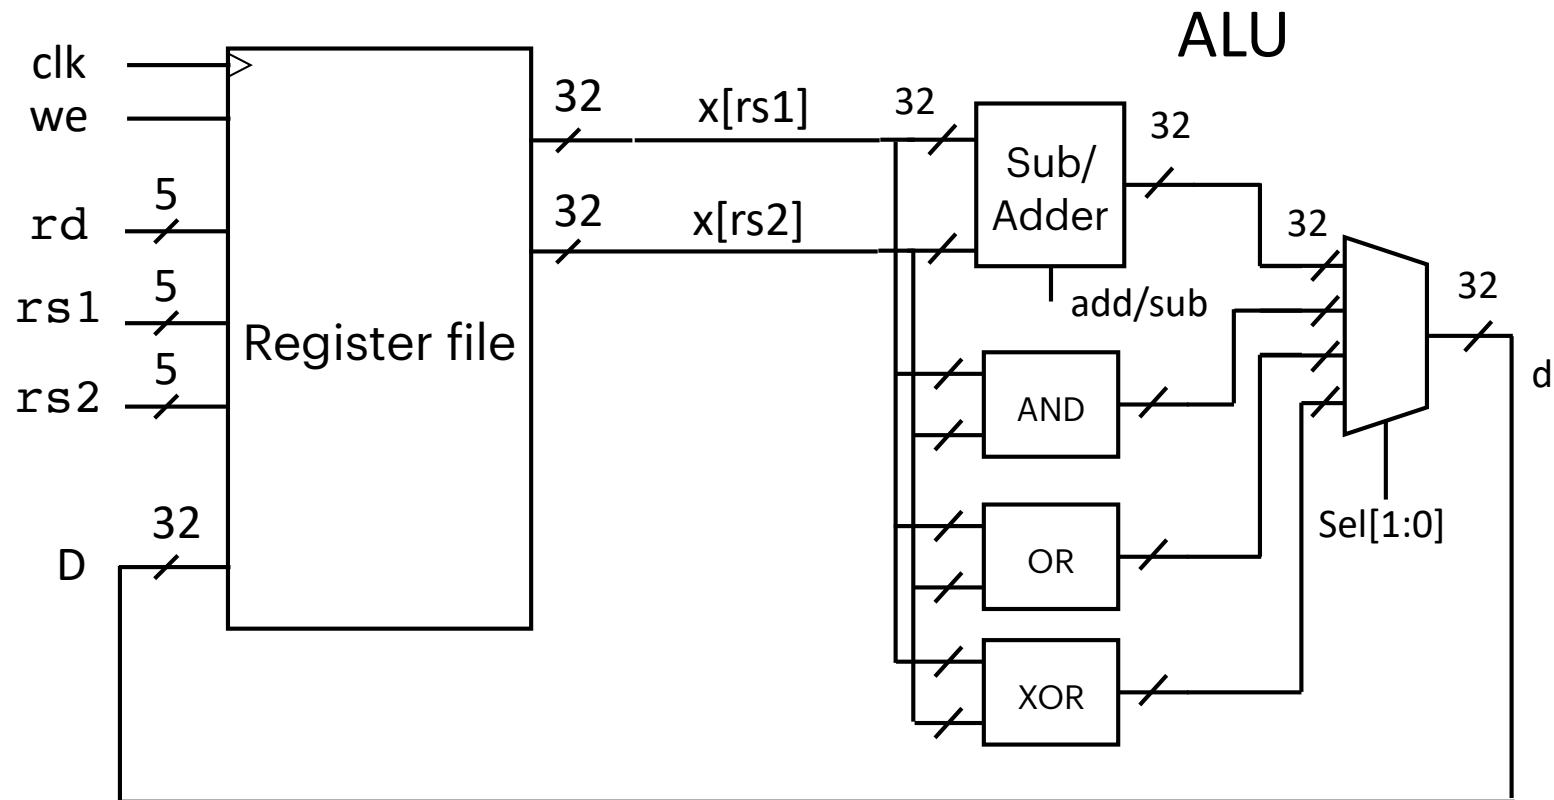 ALU
clk
we
5
rd
5
rs1
5
rs2
32
D
Register file
32
x[rs1]
32
32
x[rs2]
Sub/
Adder
add/sub
32
32
32
d
AND
OR
XOR
Sel[1:0]